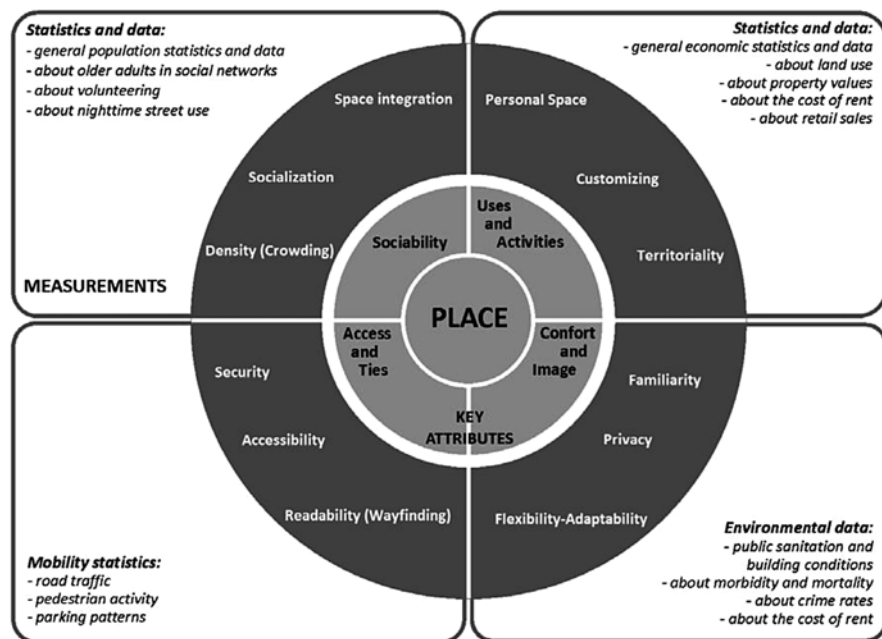 Statistics and data:
- general population statistics and data
- about older adults in social networks
- about volunteering
- about nighttime street use
MEASUREMENTS
Statistics and data:
- general economic statistics and data
- about land use
- about property values
- about the cost of rent
- about retail sales
Space integration
Socialization
Density (Crowding)
Personal Space
Customizing
Territoriality
Sociability
Uses
and
Activities
PLACE
Access
and
Ties
Confort
and
Image
KEY
ATTRIBUTES
Security
Accessibility
Readability (Wayfinding)
Familiarity
Privacy
Flexibility-Adaptability
Mobility statistics:
- road traffic
- pedestrian activity
- parking patterns
Environmental data:
- public sanitation and
building conditions
- about morbidity and mortality
- about crime rates
- about the cost of rent